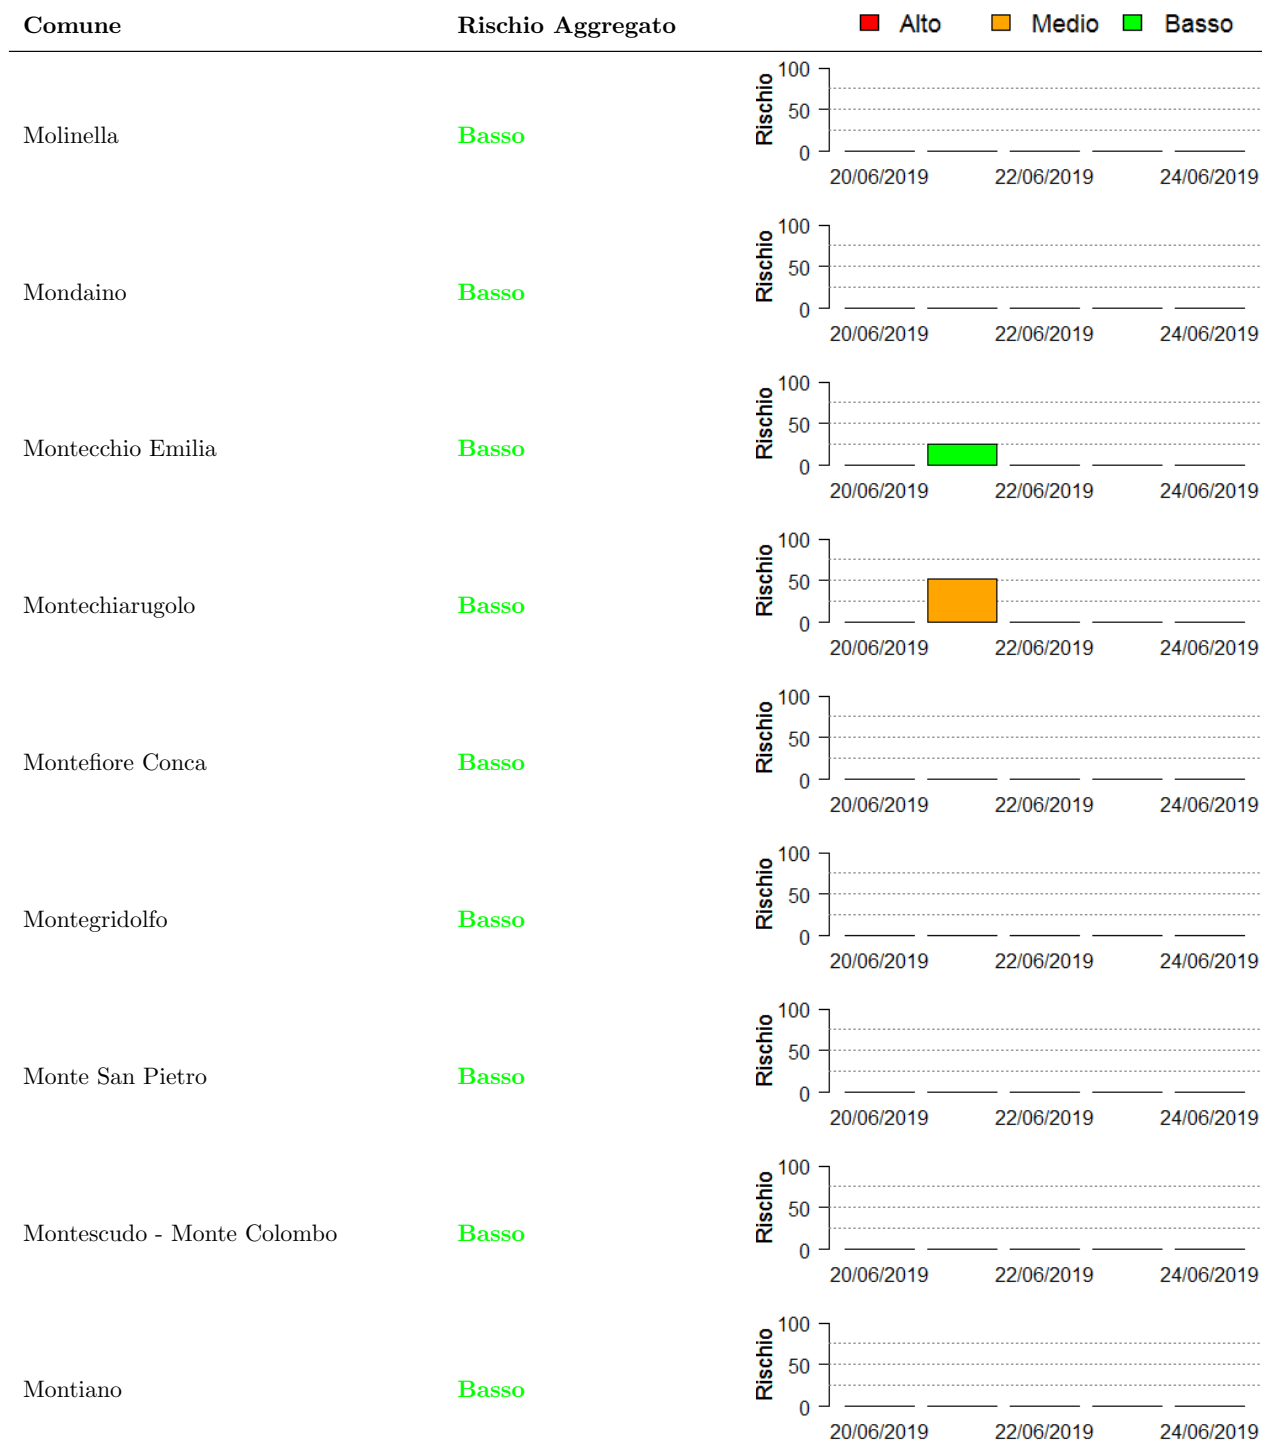 Comune Rischio Aggregato Alto Medio Basso
100
50
0
Rischio
Molinella Basso
20/06/2019 22/06/2019 24/06/2019
100
50
0
Rischio
Mondaino Basso
20/06/2019 22/06/2019 24/06/2019
100
50
0
Rischio
Montecchio Emilia Basso
20/06/2019 22/06/2019 24/06/2019
100
50
0
Rischio
Montechiarugolo Basso
20/06/2019 22/06/2019 24/06/2019
100
50
0
Rischio
Montefiore Conca Basso
20/06/2019 22/06/2019 24/06/2019
100
50
0
Rischio
Montegridolfo Basso
20/06/2019 22/06/2019 24/06/2019
100
50
0
Rischio
Monte San Pietro Basso
20/06/2019 22/06/2019 24/06/2019
100
50
0
Rischio
Montescudo - Monte Colombo Basso
20/06/2019 22/06/2019 24/06/2019
100
50
0
Rischio
Montiano Basso
20/06/2019 22/06/2019 24/06/2019